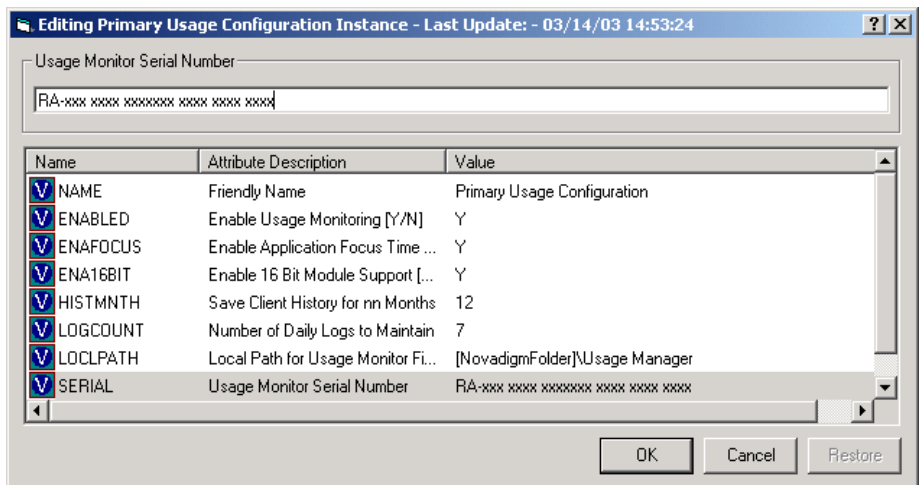 Editing Primary Usage Configuration Instance - Last Update: - 03/14/03 14:53:24
Usage Monitor Serial Number
RA-xxx xxxx xxxxxxx xxxx xxxx xxxx
Name Attribute Description Value
V NAME Friendly Name Primary Usage Configuration
V ENABLED Enable Usage Monitoring [Y/N] Y
V ENAFOCUS Enable Application Focus Time ... Y
V ENA16BIT Enable 16 Bit Module Support [... Y
V HISTMNTH Save Client History for nn Months 12
V LOGCOUNT Number of Daily Logs to Maintain 7
V LOCLPATH Local Path for Usage Monitor Fi... [NovadigmFolder]\Usage Manager
V SERIAL Usage Monitor Serial Number RA-xxx xxxx xxxxxxx xxxx xxxx xxxx
OK Cancel Restore